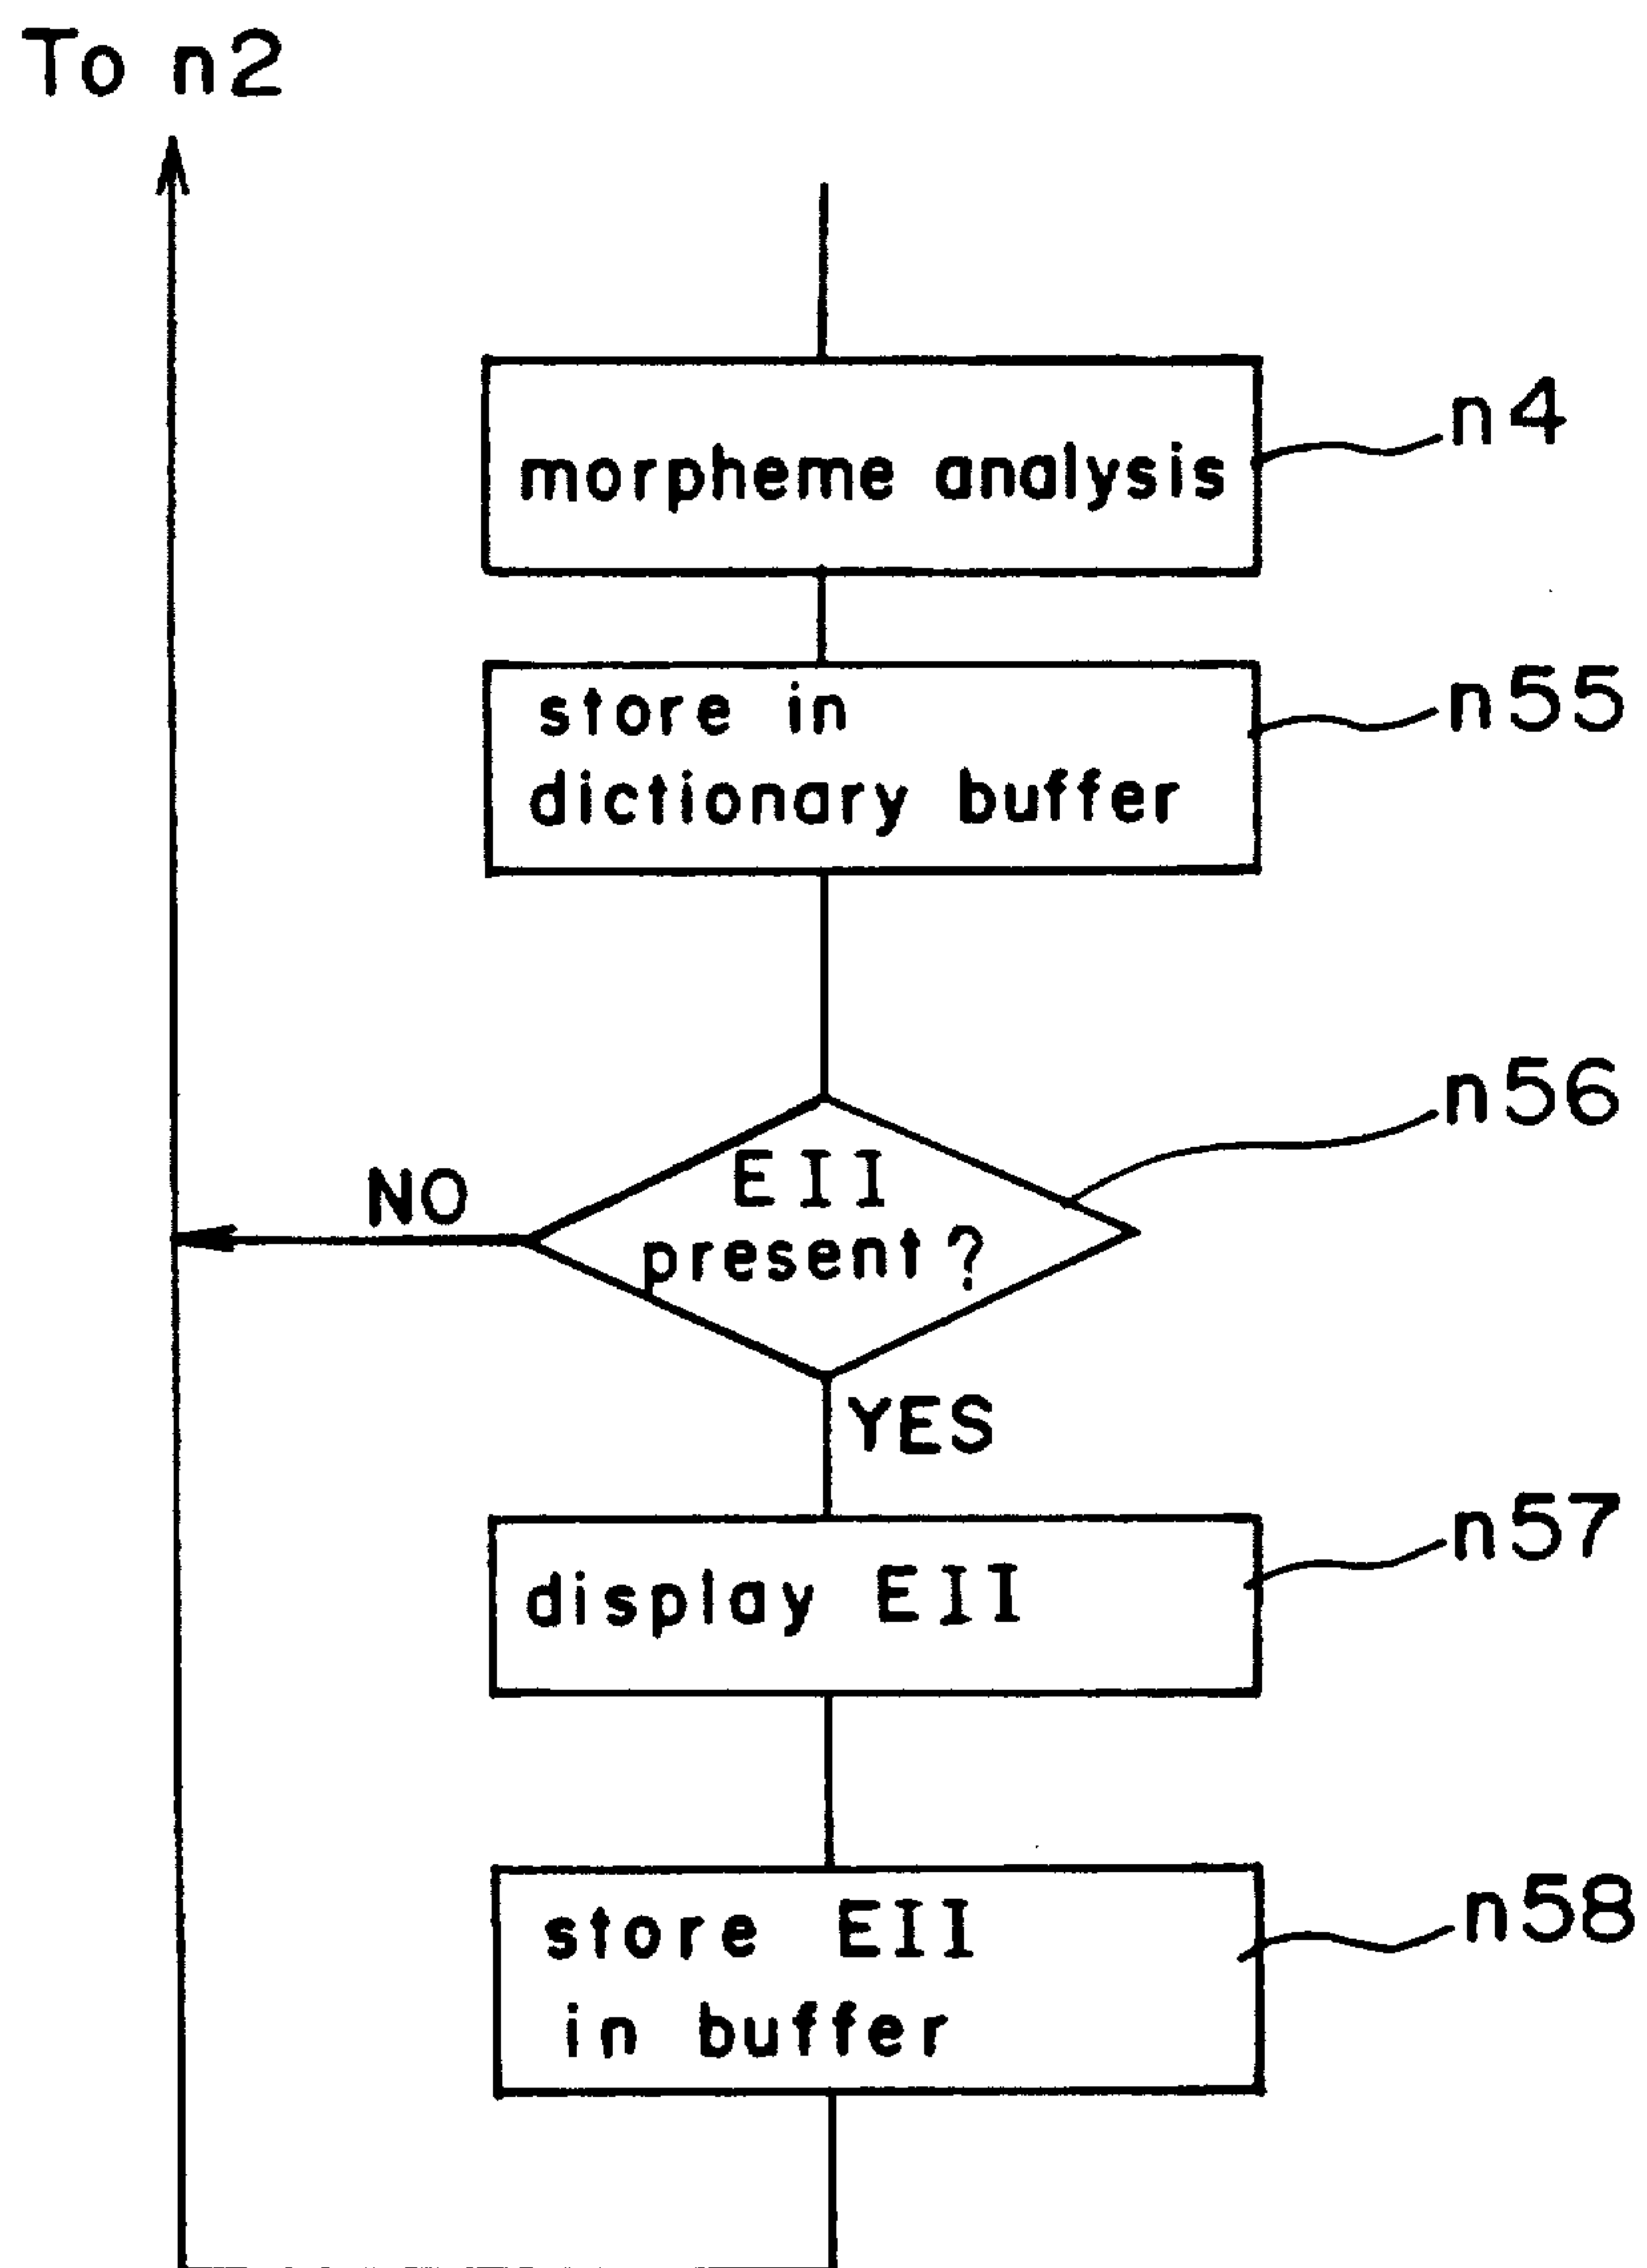 To n2
morpheme analysis
n4
store in
dictionary buffer
n55
EII
present?
n56
NO
YES
display EII
n57
store EII
in buffer
n58